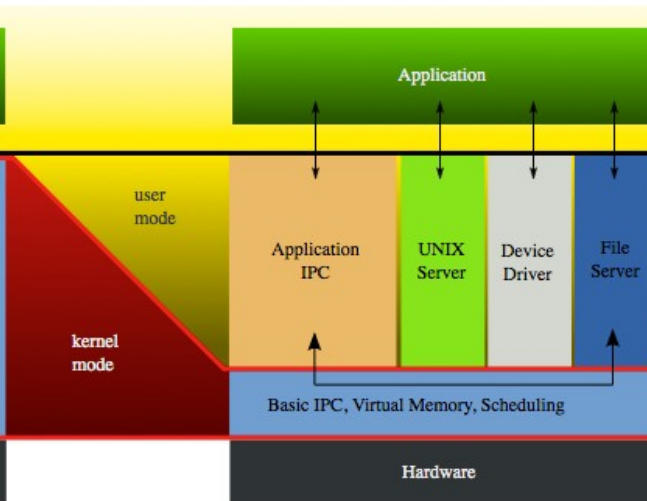 Application
user
mode
Application
IPC
UNIX
Server
Device
Driver
File
Server
kernel
mode
Basic IPC, Virtual Memory, Scheduling
Hardware